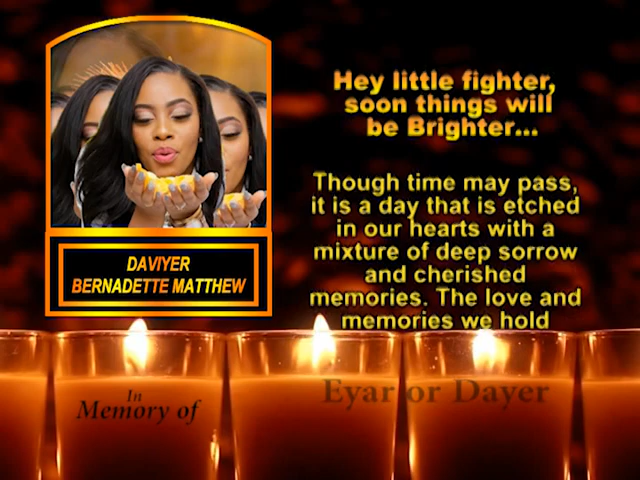 Hey little fighter,
soon things will
be Brighter...
Though time may pass,
it is a day that is etched
in our hearts with a
mixture of deep sorrow
and cherished
memories. The love and
memories we hold
DAVIYER
BERNADETTE MATTHEW
In
Memory of
Eyar or Dayer